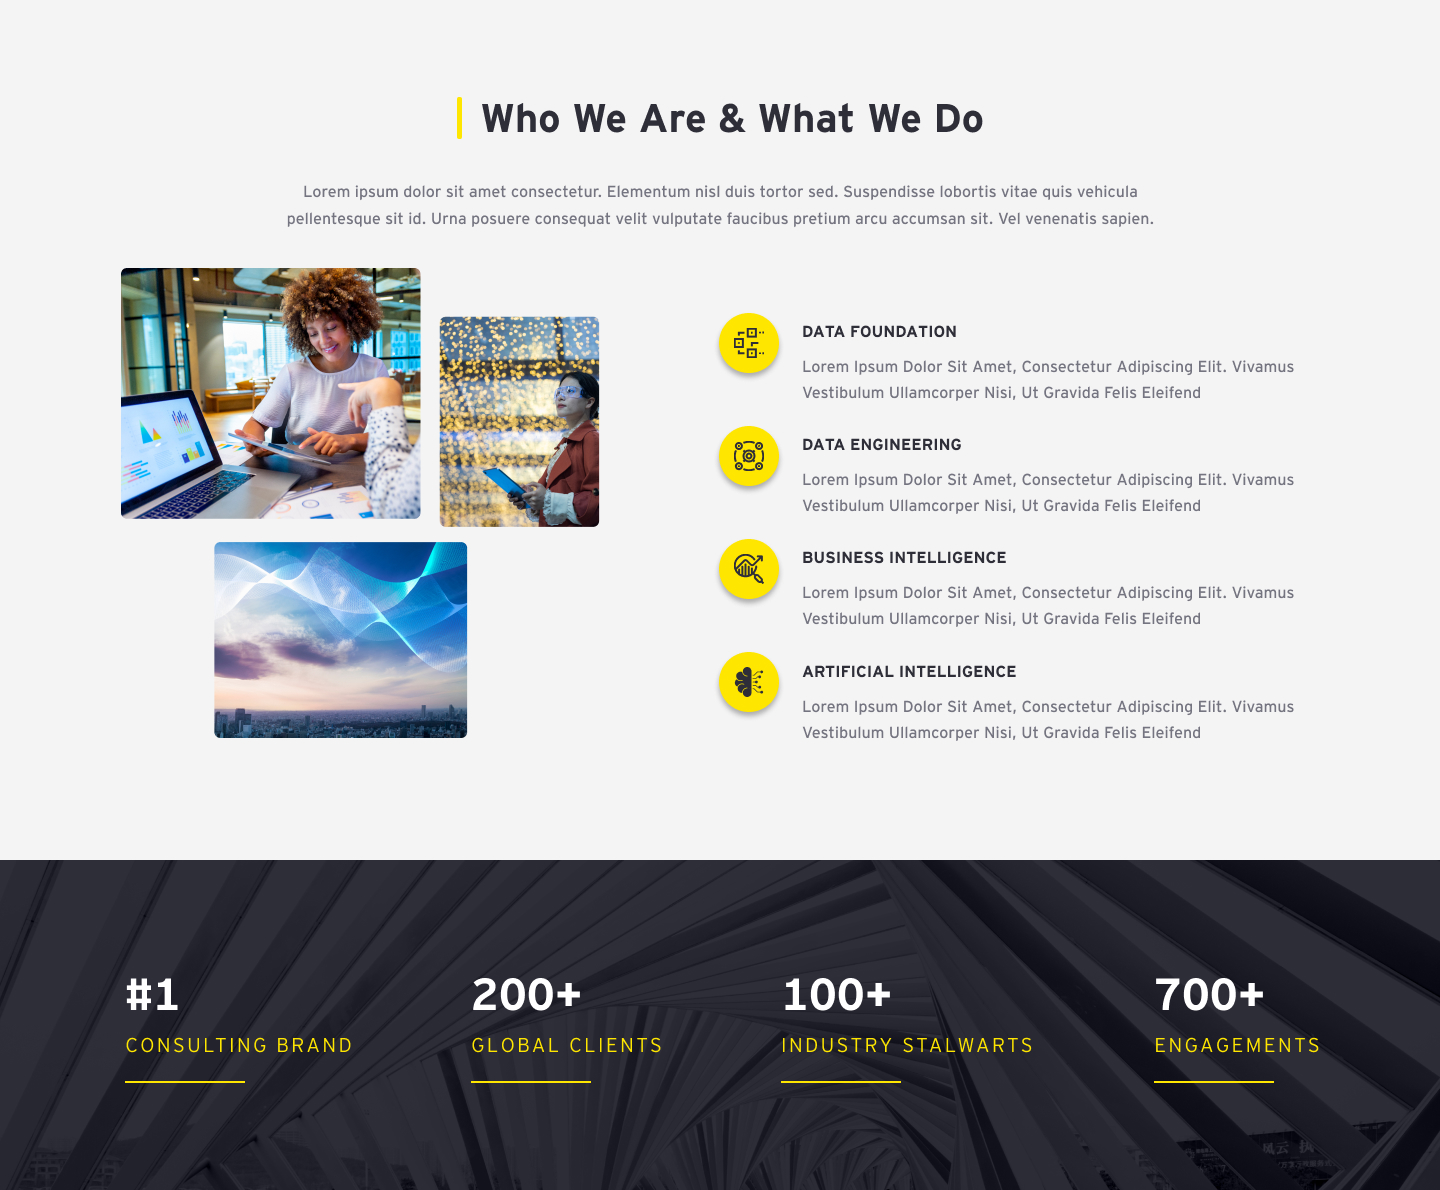 Who We Are & What We Do
Lorem ipsum dolor sit amet consectetur. Elementum nisl duis tortor sed. Suspendisse lobortis vitae quis vehicula
pellentesque sit id. Urna posuere consequat velit vulputate faucibus pretium arcu accumsan sit. Vel venenatis sapien.
DATA FOUNDATION
Lorem Ipsum Dolor Sit Amet, Consectetur Adipiscing Elit. Vivamus
Vestibulum Ullamcorper Nisi, Ut Gravida Felis Eleifend
DATA ENGINEERING
Lorem Ipsum Dolor Sit Amet, Consectetur Adipiscing Elit. Vivamus
Vestibulum Ullamcorper Nisi, Ut Gravida Felis Eleifend
BUSINESS INTELLIGENCE
Lorem Ipsum Dolor Sit Amet, Consectetur Adipiscing Elit. Vivamus
Vestibulum Ullamcorper Nisi, Ut Gravida Felis Eleifend
ARTIFICIAL INTELLIGENCE
Lorem Ipsum Dolor Sit Amet, Consectetur Adipiscing Elit. Vivamus
Vestibulum Ullamcorper Nisi, Ut Gravida Felis Eleifend
#1
CONSULTING BRAND
200+
GLOBAL CLIENTS
100+
INDUSTRY STALWARTS
700+
ENGAGEMENTS
风云